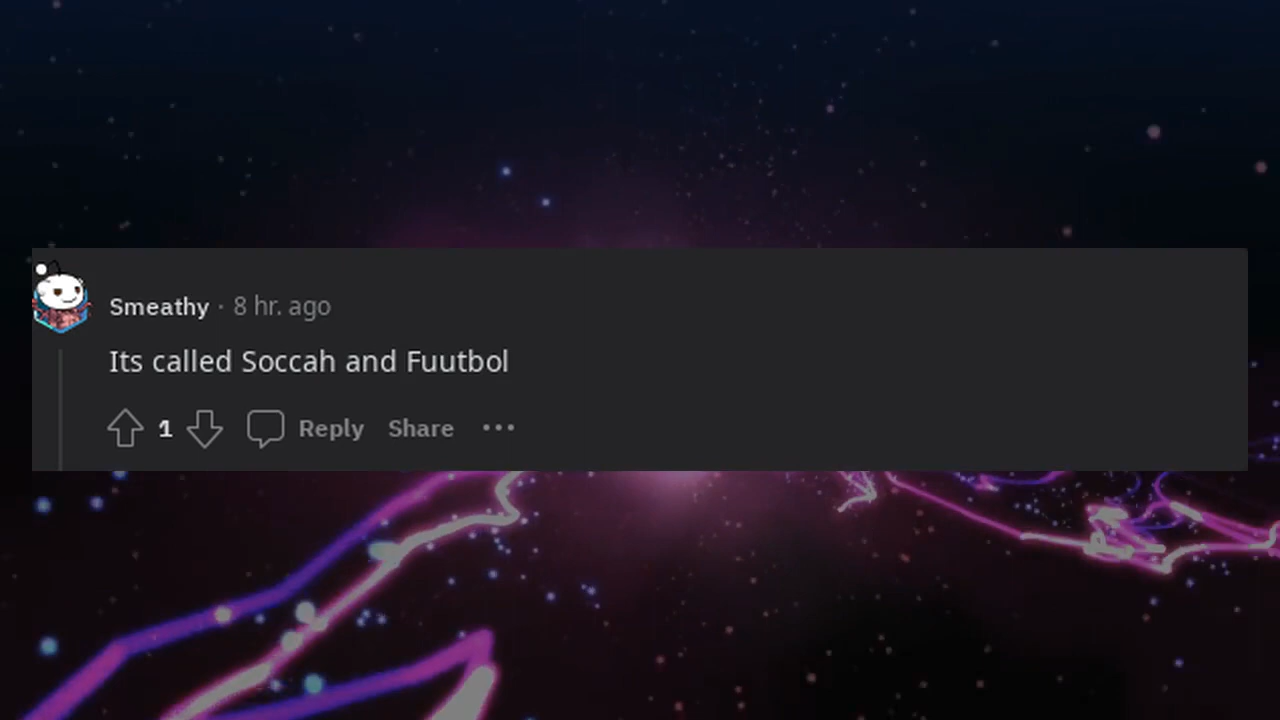 Smeathy · 8 hr. ago
Its called Soccah and Fuutbol
1 Reply Share ···